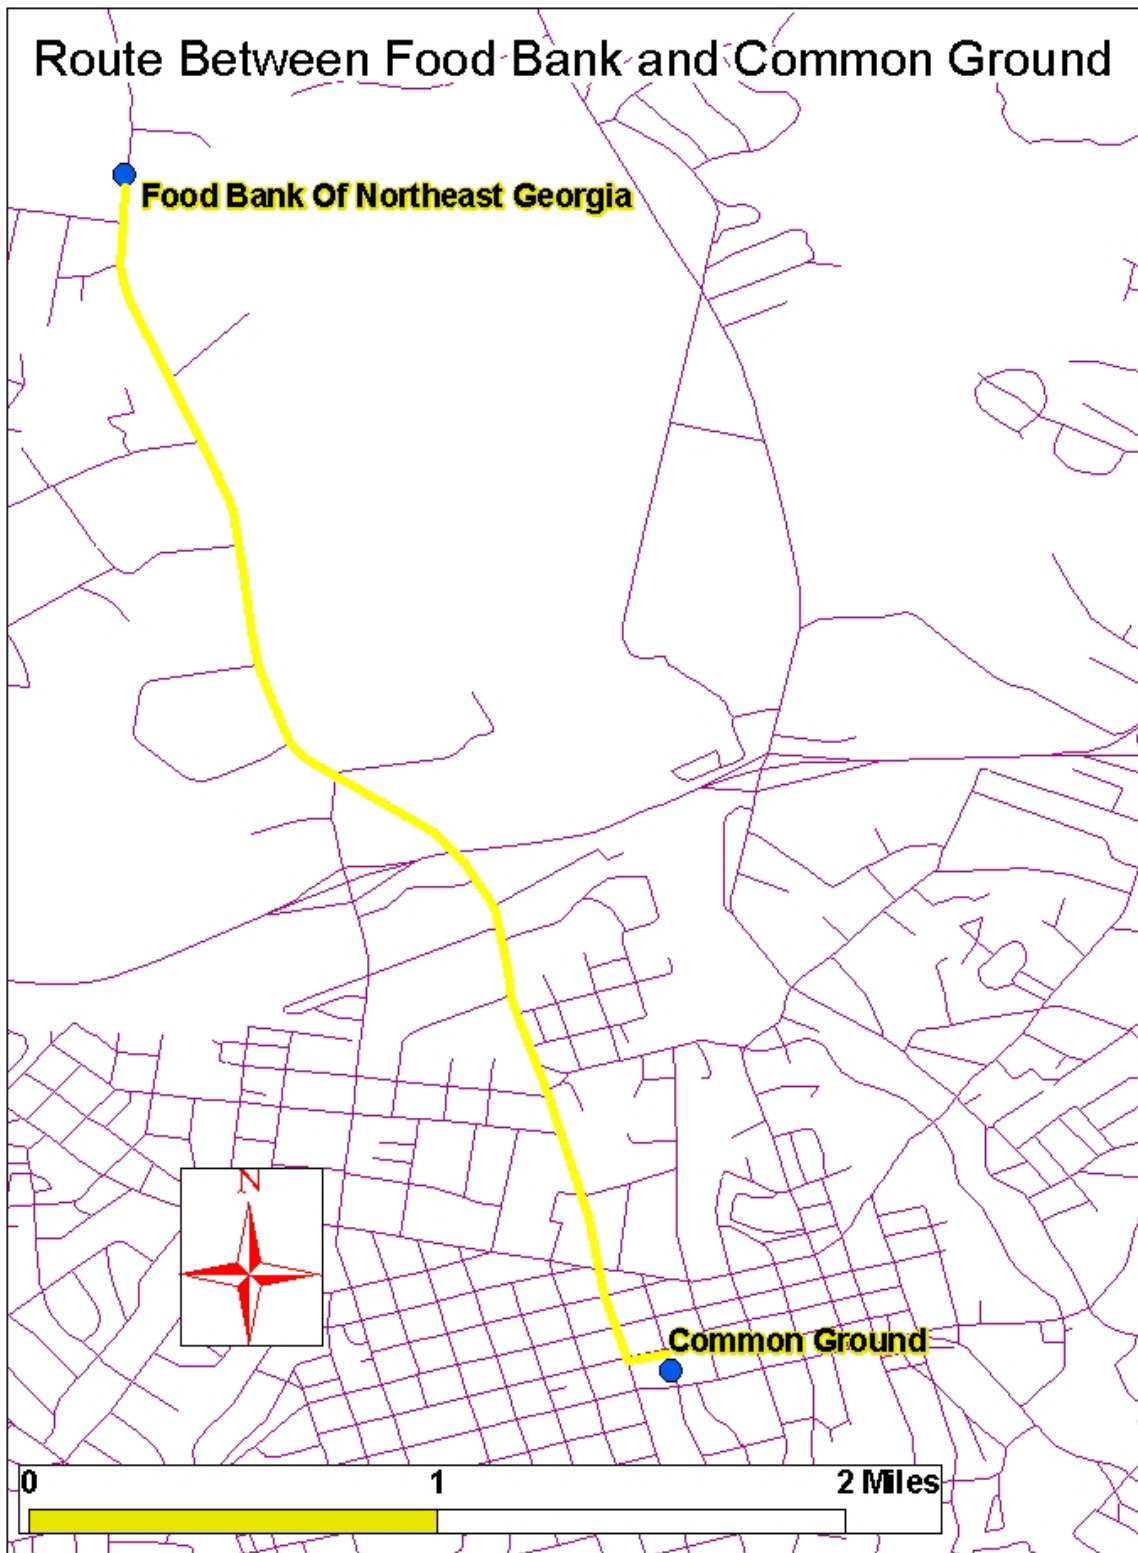 Route Between Food Bank and Common Ground
Food Bank Of Northeast Georgia
N
Common Ground
0 1 2 Miles